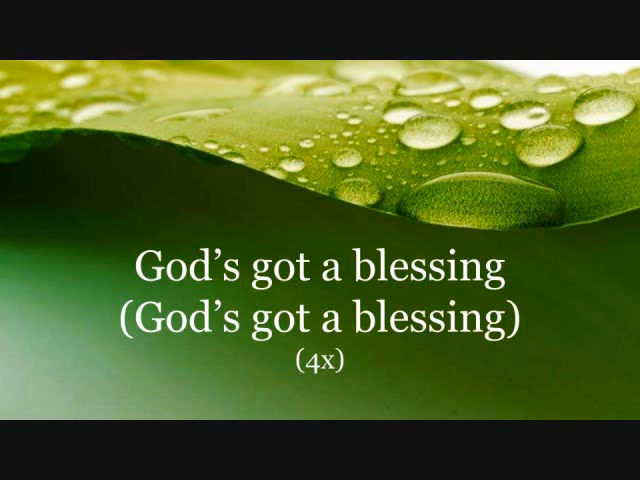 God’s got a blessing
(God’s got a blessing)
(4x)